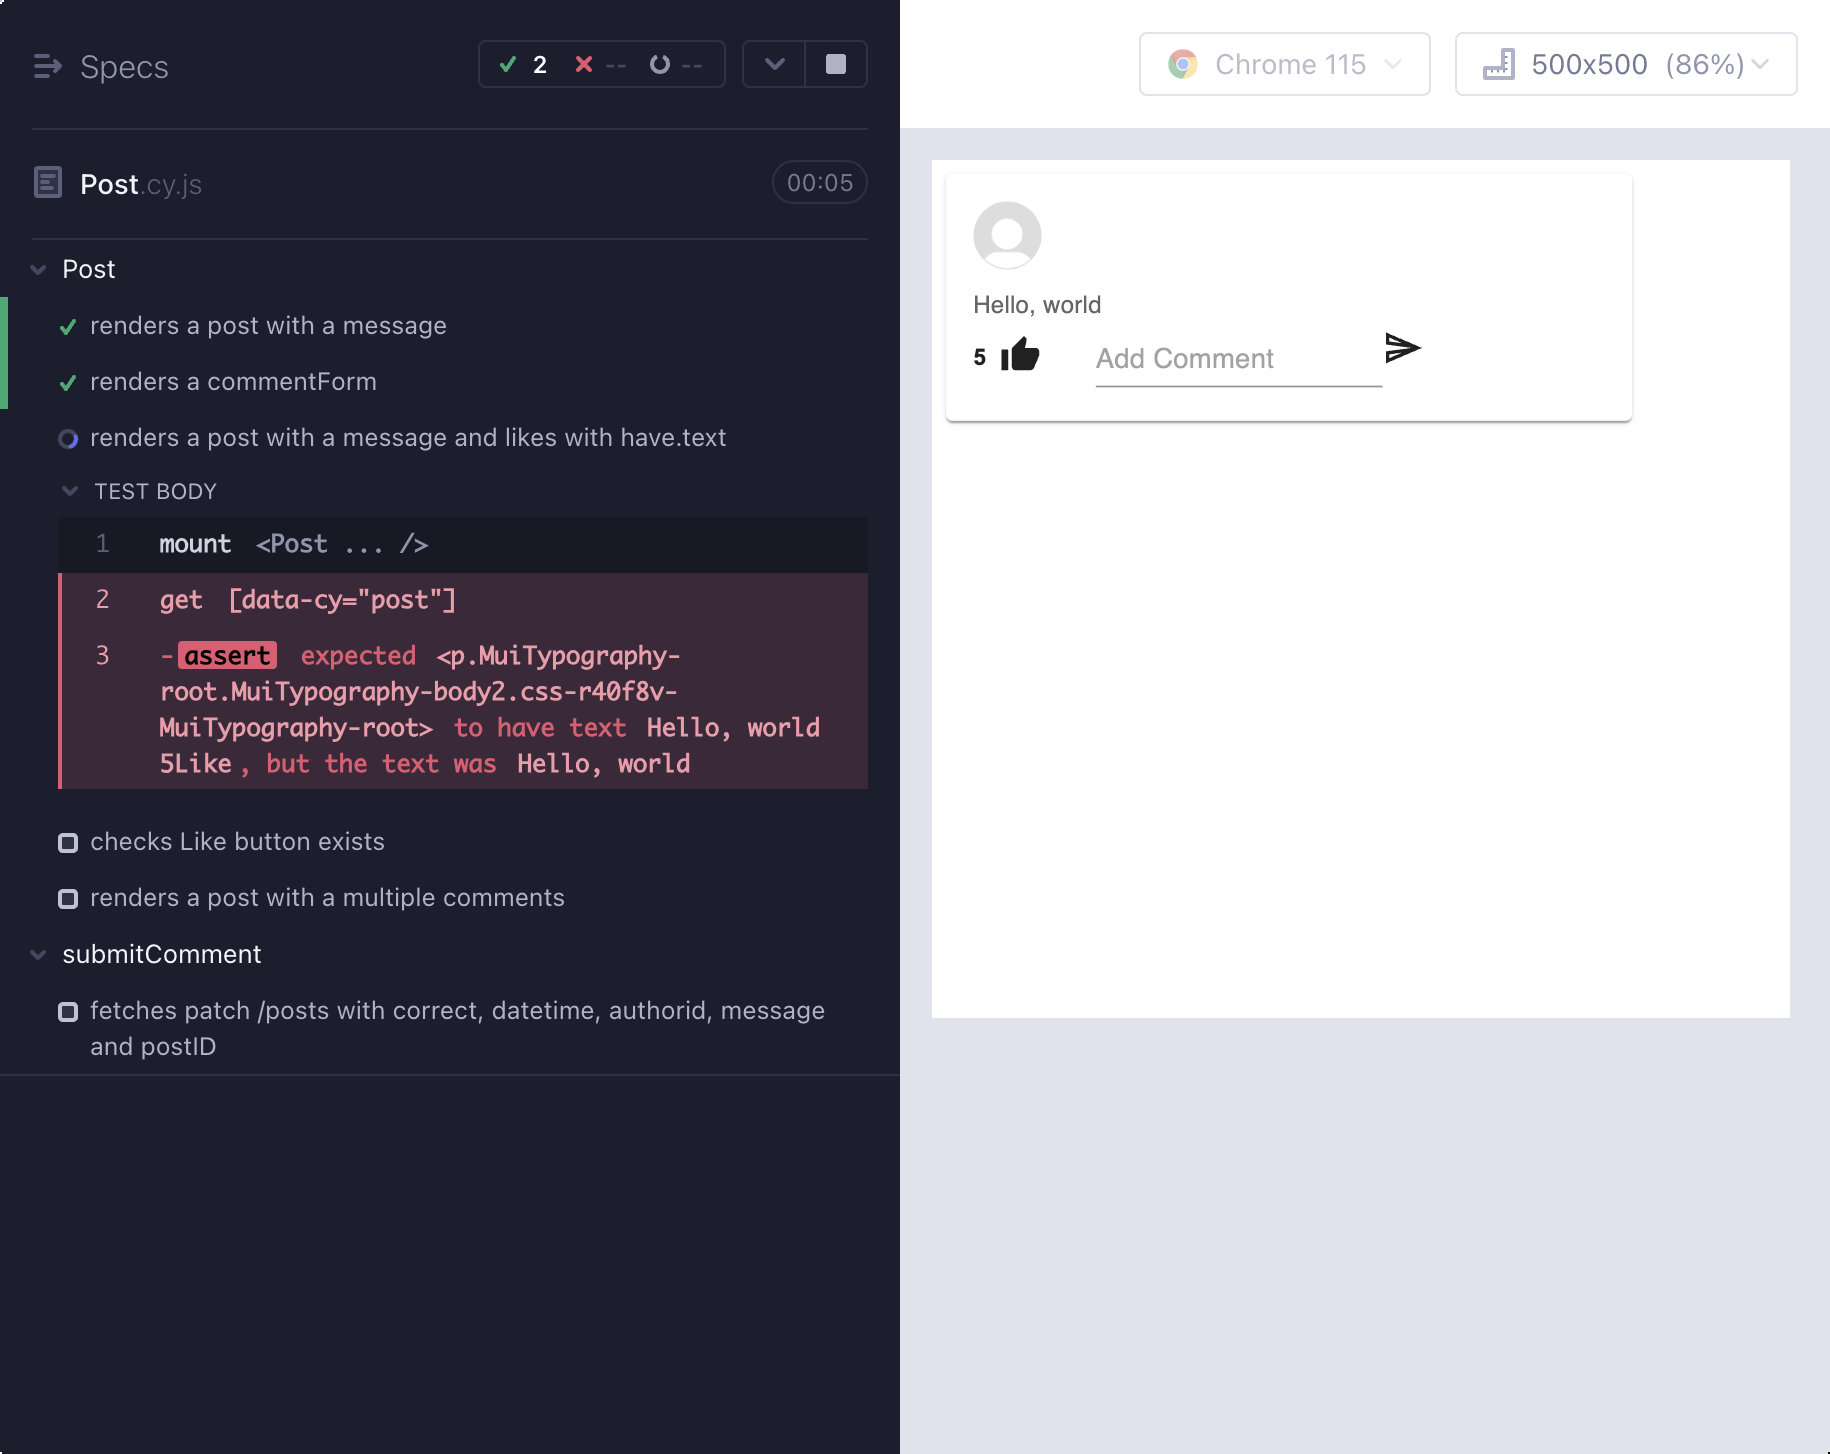 Specs
2 -- --
Post.cy.js
00:05
Post
renders a post with a message
renders a commentForm
renders a post with a message and likes with have.text
TEST BODY
1 mount <Post ... />
2 get [data-cy="post"]
3 -assert expected <p.MuiTypography-
root.MuiTypography-body2.css-r40f8v-
MuiTypography-root> to have text Hello, world
5Like, but the text was Hello, world
checks Like button exists
renders a post with a multiple comments
submitComment
fetches patch /posts with correct, datetime, authorid, message
and postID
Chrome 115
500x500 (86%)
Hello, world
5 Add Comment